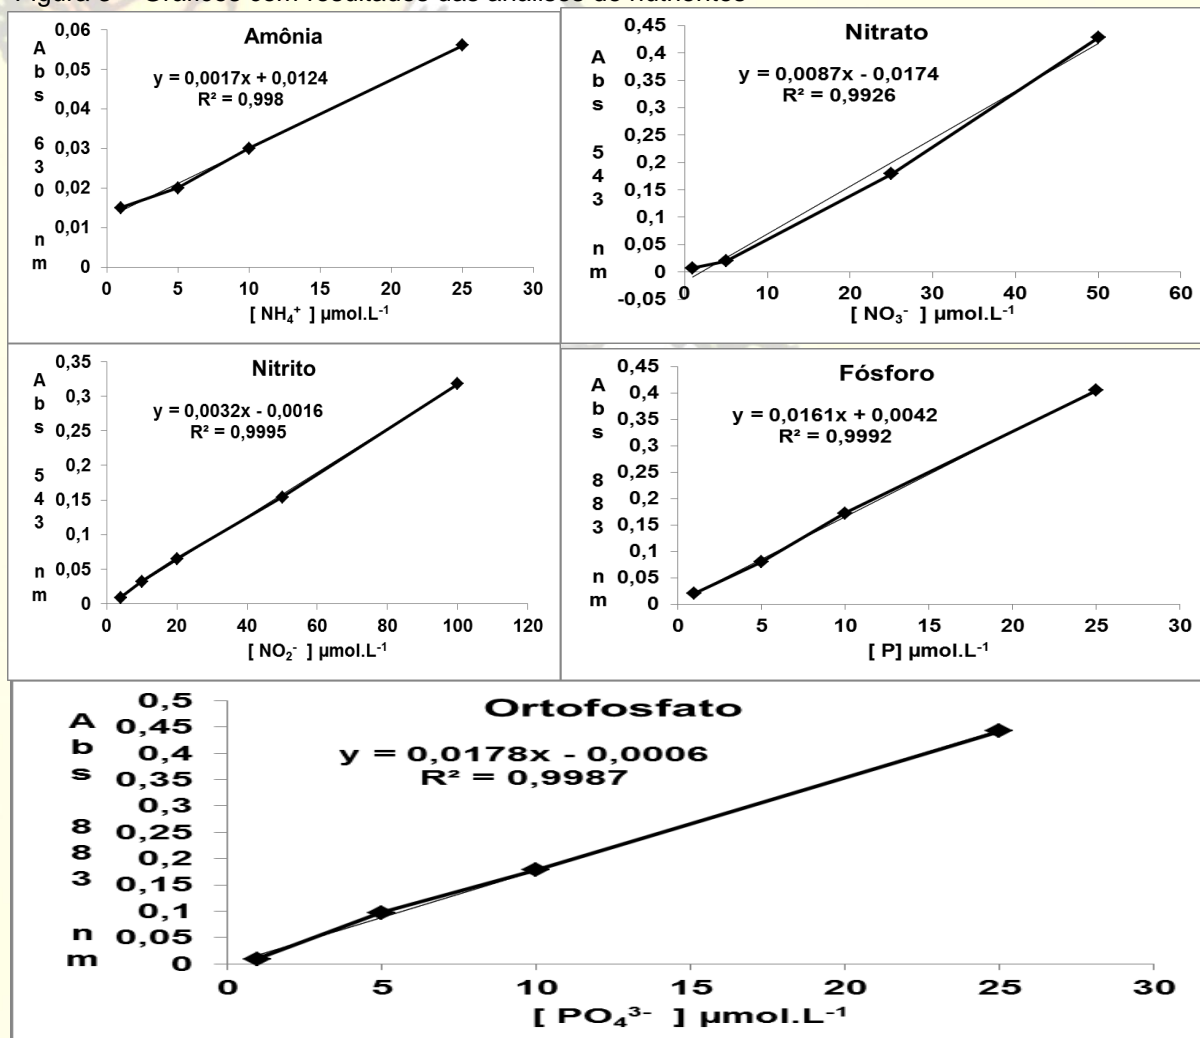 Figura 3 – Gráficos com resultados das análises de nutrientes
Amônia
y = 0,0017x + 0,0124
R² = 0,998
Abs 630 nm
0,06
0,05
0,04
0,03
0,02
0,01
0
0 5 10 15 20 25 30
[ NH₄⁺ ] µmol.L⁻¹
Nitrato
y = 0,0087x - 0,0174
R² = 0,9926
Abs 543 nm
0,45
0,4
0,35
0,3
0,25
0,2
0,15
0,1
0,05
0
-0,05
0 10 20 30 40 50 60
[ NO₃⁻ ] µmol.L⁻¹
Nitrito
y = 0,0032x - 0,0016
R² = 0,9995
Abs 543 nm
0,35
0,3
0,25
0,2
0,15
0,1
0,05
0
0 20 40 60 80 100 120
[ NO₂⁻ ] µmol.L⁻¹
Fósforo
y = 0,0161x + 0,0042
R² = 0,9992
Abs 883 nm
0,45
0,4
0,35
0,3
0,25
0,2
0,15
0,1
0,05
0
0 5 10 15 20 25 30
[ P] µmol.L⁻¹
Ortofosfato
y = 0,0178x - 0,0006
R² = 0,9987
Abs 883 nm
0,5
0,45
0,4
0,35
0,3
0,25
0,2
0,15
0,1
0,05
0
0 5 10 15 20 25 30
[ PO₄³⁻ ] µmol.L⁻¹